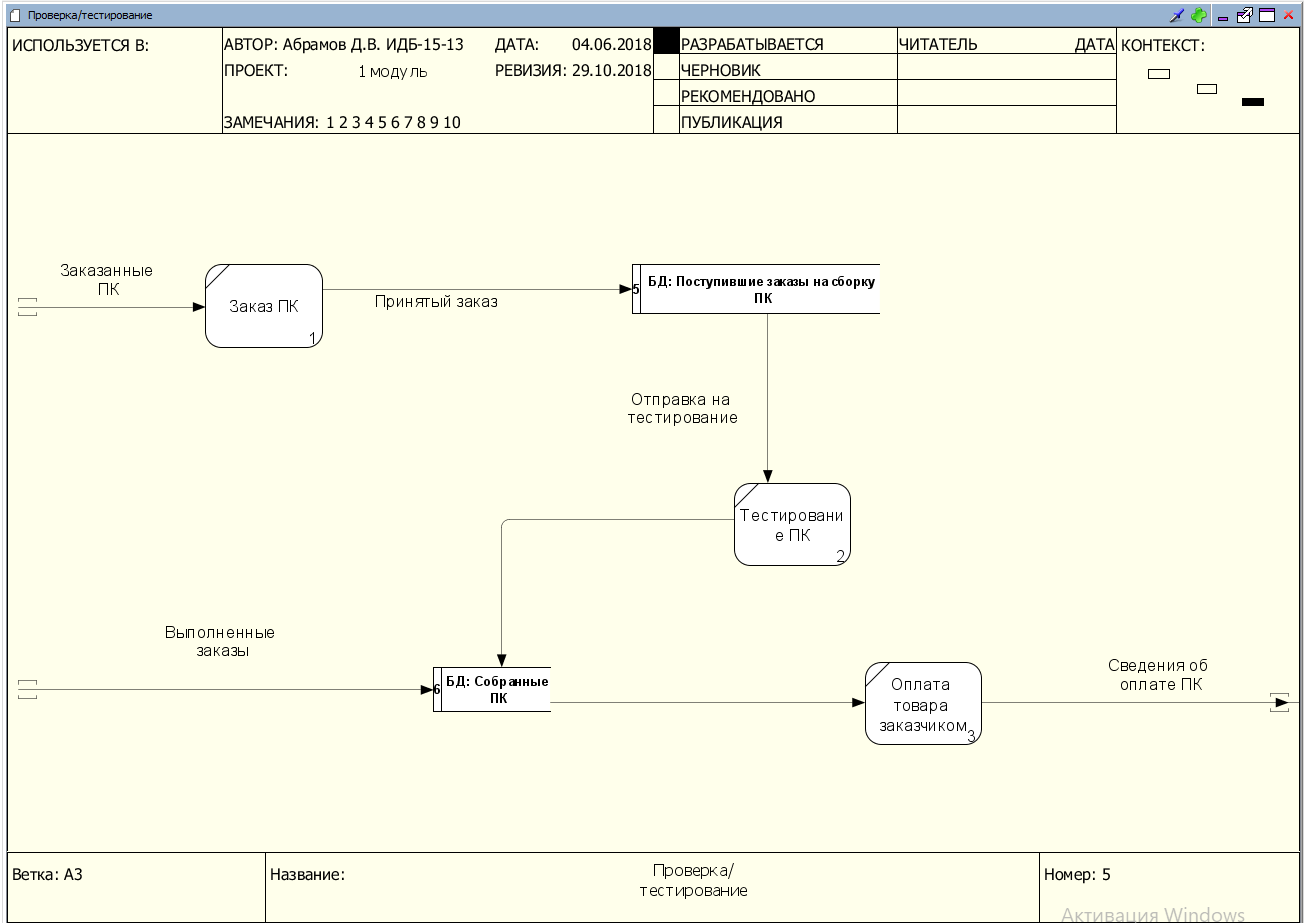 Проверка/тестирование
ИСПОЛЬЗУЕТСЯ В:
АВТОР: Абрамов Д.В. ИДБ-15-13
ДАТА: 04.06.2018
ПРОЕКТ: 1 модуль
РЕВИЗИЯ: 29.10.2018
ЗАМЕЧАНИЯ: 1 2 3 4 5 6 7 8 9 10
РАЗРАБАТЫВАЕТСЯ
ЧЕРНОВИК
РЕКОМЕНДОВАНО
ПУБЛИКАЦИЯ
ЧИТАТЕЛЬ
ДАТА
КОНТЕКСТ:
Заказанные
ПК
Заказ ПК
1
Принятый заказ
5
БД: Поступившие заказы на сборку
ПК
Отправка на
тестирование
Тестировани
е ПК
2
Выполненные
заказы
6
БД: Собранные
ПК
Оплата
товара
заказчиком
3
Сведения об
оплате ПК
Ветка: A3
Название:
Проверка/
тестирование
Номер: 5
Активация Windows